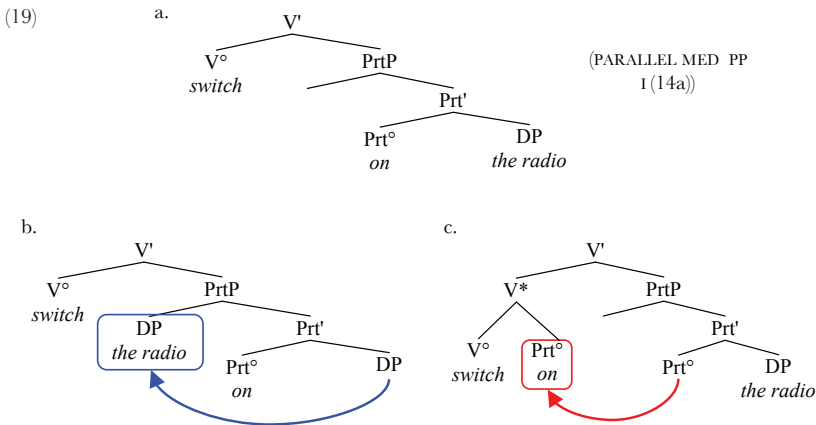 (19)
a.
V'
V° PrtP
switch
(PARALLEL MED PP
I (14a))
Prt'
Prt° DP
on the radio
b.
V'
V° PrtP
switch
DP Prt'
the radio
Prt° DP
on
c.
V'
V* PrtP
V° Prt° Prt'
switch on
Prt° DP
the radio